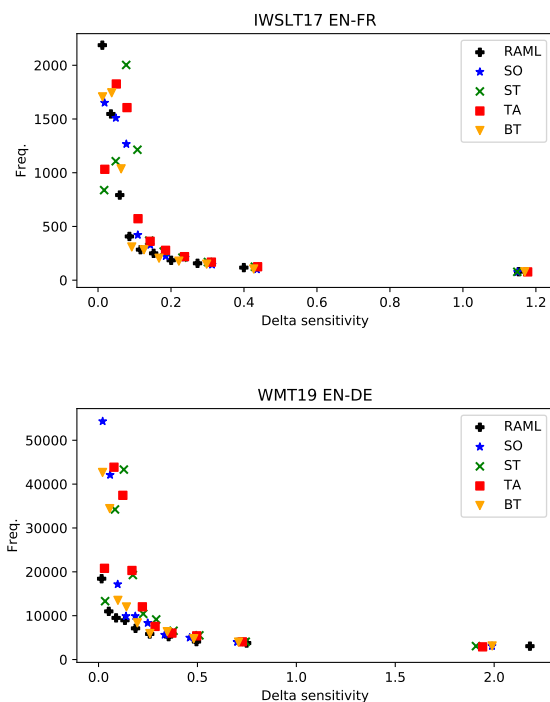 IWSLT17 EN-FR
2000
1500
1000
500
0
Freq.
RAML
SO
ST
TA
BT
0.0 0.2 0.4 0.6 0.8 1.0 1.2
Delta sensitivity
WMT19 EN-DE
50000
40000
30000
20000
10000
0
Freq.
RAML
SO
ST
TA
BT
0.0 0.5 1.0 1.5 2.0
Delta sensitivity